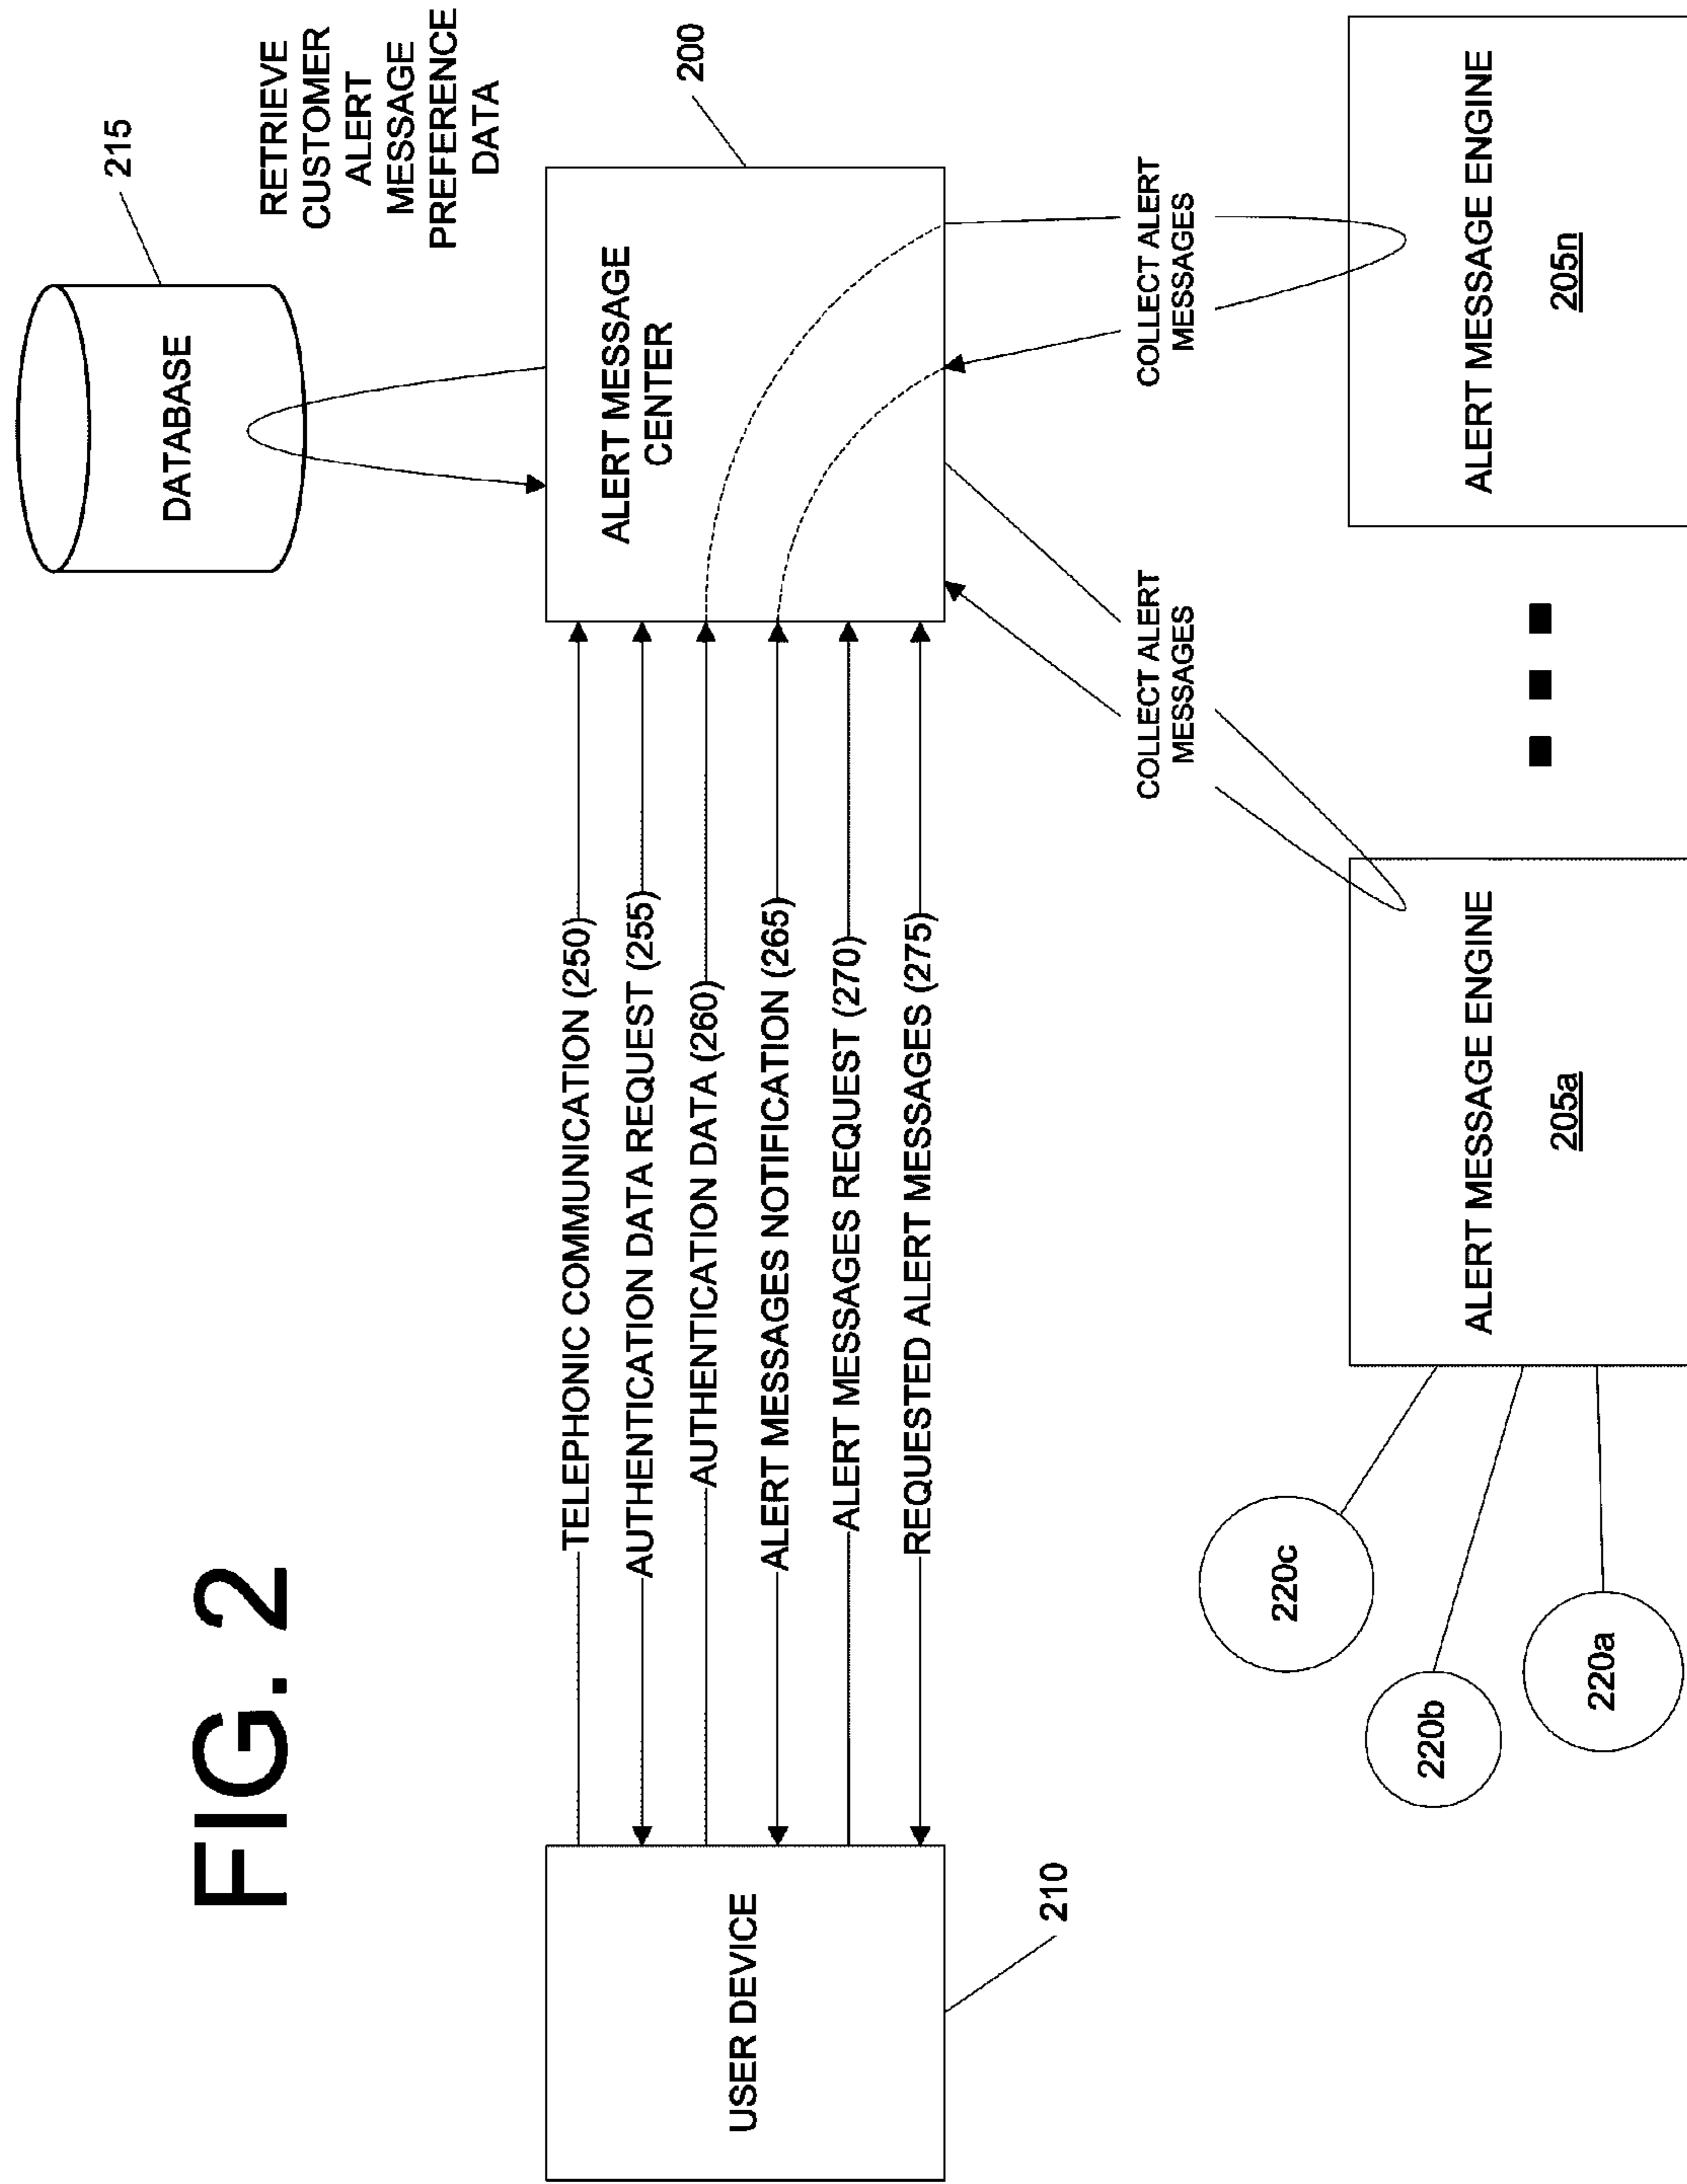 FIG. 2
DATABASE
215
RETRIEVE
CUSTOMER
ALERT
MESSAGE
PREFERENCE
DATA
USER DEVICE
210
TELEPHONIC COMMUNICATION (250)
AUTHENTICATION DATA REQUEST (255)
AUTHENTICATION DATA (260)
ALERT MESSAGES NOTIFICATION (265)
ALERT MESSAGES REQUEST (270)
REQUESTED ALERT MESSAGES (275)
ALERT MESSAGE
CENTER
200
COLLECT ALERT
MESSAGES
COLLECT ALERT
MESSAGES
220c
220b
220a
ALERT MESSAGE ENGINE
205a
ALERT MESSAGE ENGINE
205n